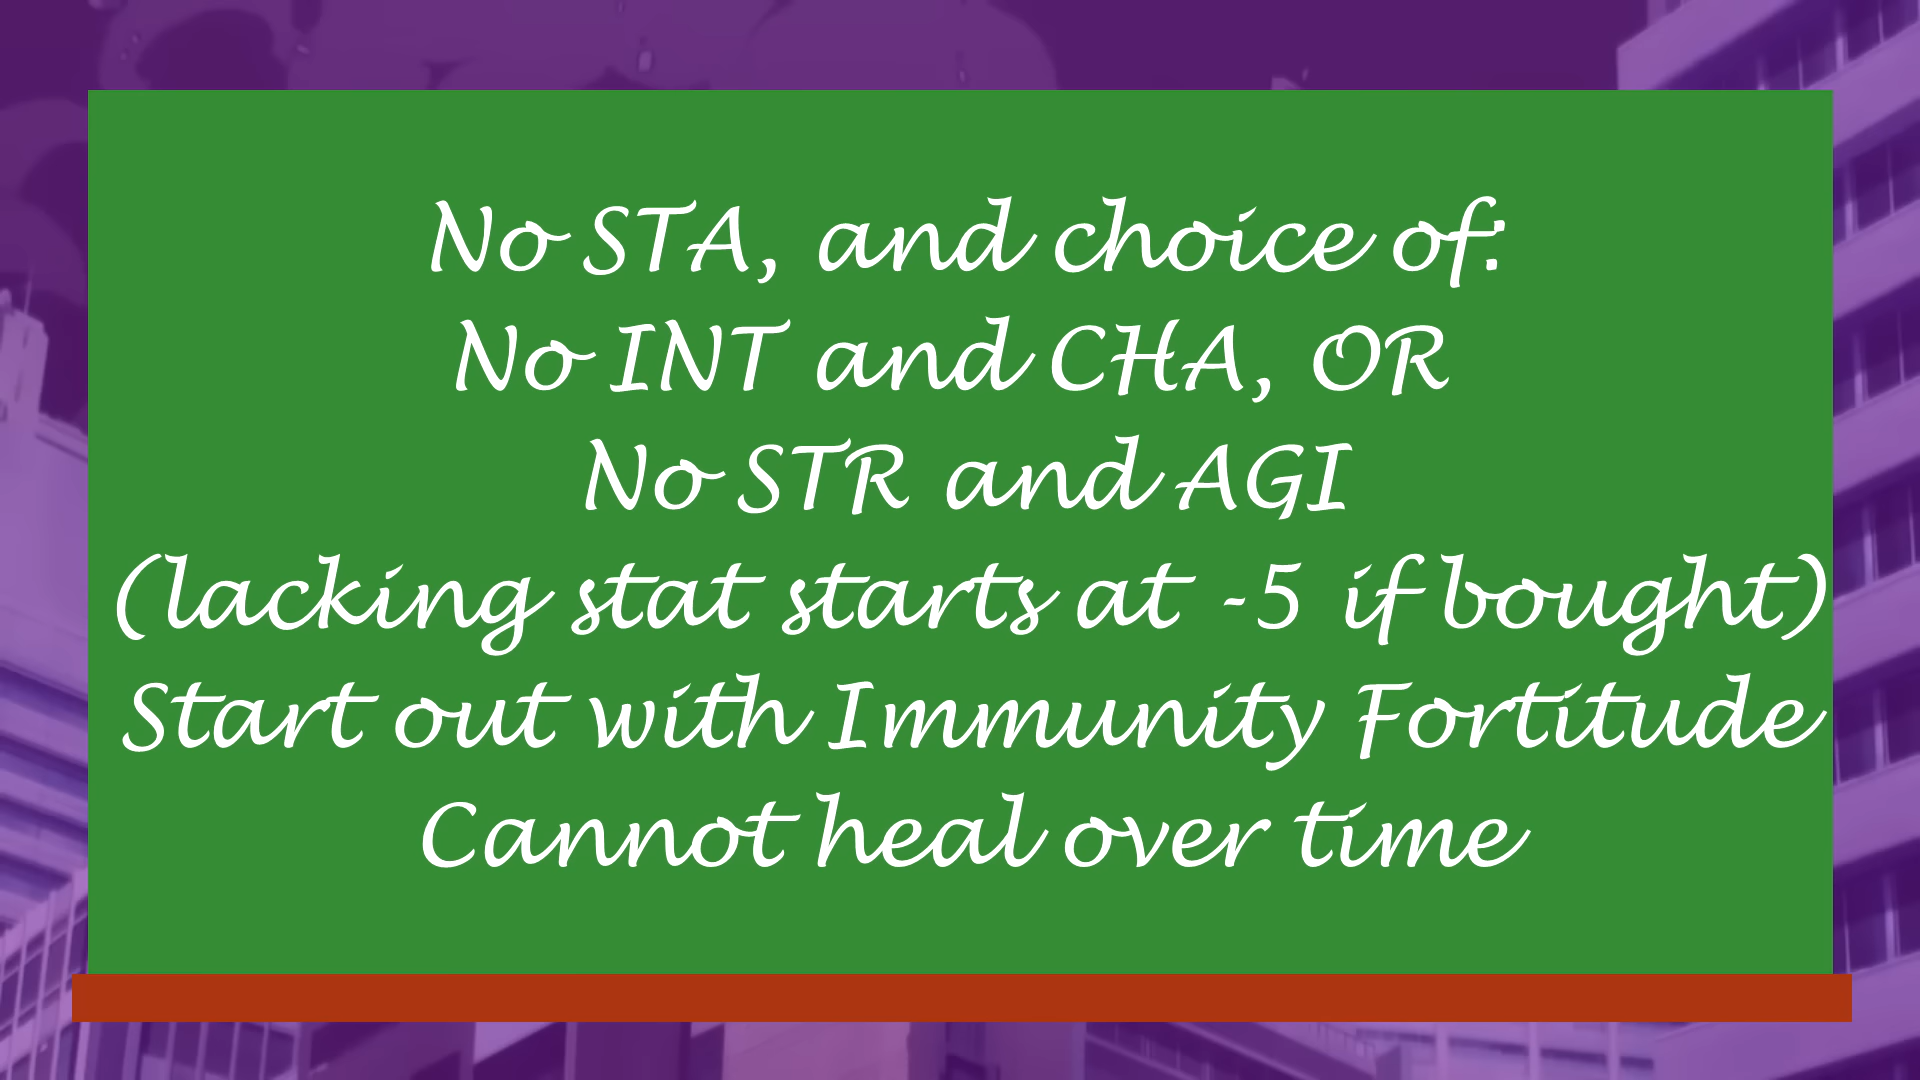 No STA, and choice of:
No INT and CHA, OR
No STR and AGI
(lacking stat starts at -5 if bought)
Start out with Immunity Fortitude
Cannot heal over time